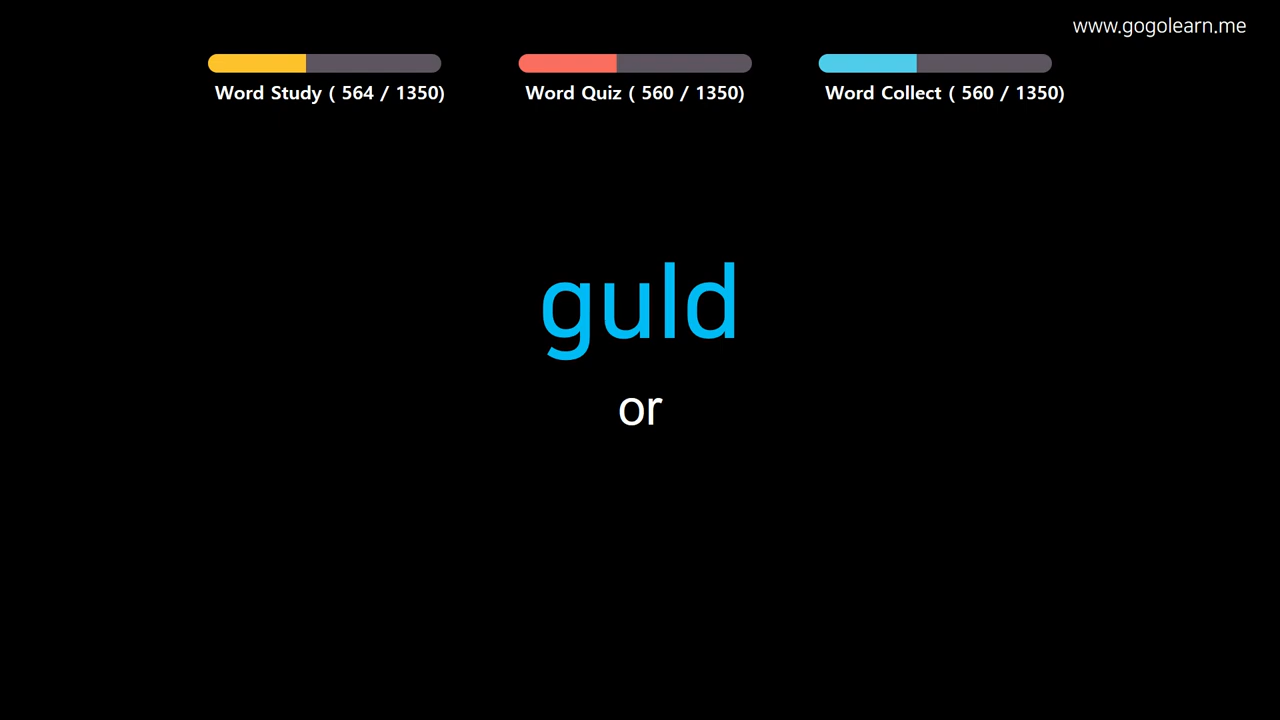 www.gogolearn.me
Word Study ( 564 / 1350)
Word Quiz ( 560 / 1350)
Word Collect ( 560 / 1350)
guld
or